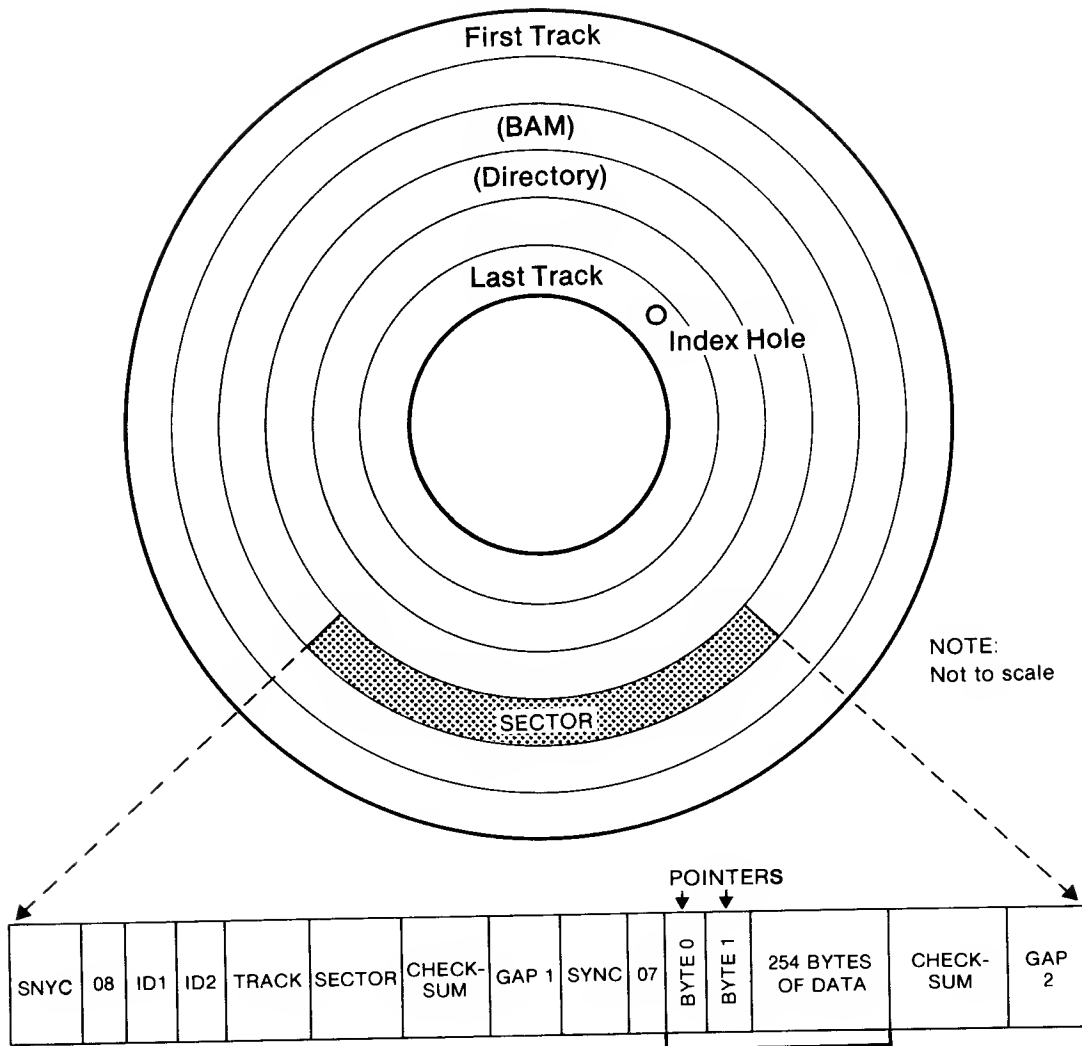 First Track
(BAM)
(Directory)
Last Track
Index Hole
NOTE:
Not to scale
SECTOR
POINTERS
SNYC
08
ID1
ID2
TRACK
SECTOR
CHECK-
SUM
GAP 1
SYNC
07
BYTE 0
BYTE 1
254 BYTES
OF DATA
CHECK-
SUM
GAP
2